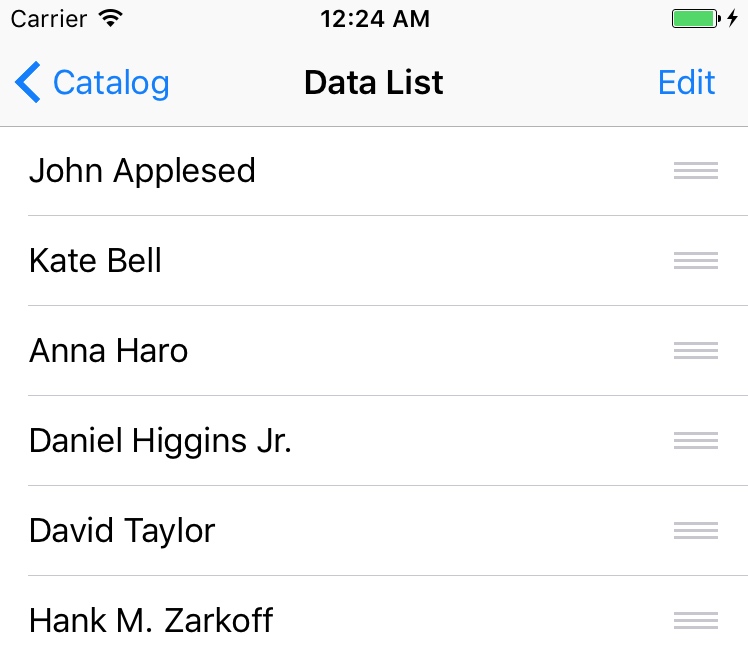 Carrier 12:24 AM
Catalog Data List Edit
John Applesed
Kate Bell
Anna Haro
Daniel Higgins Jr.
David Taylor
Hank M. Zarkoff